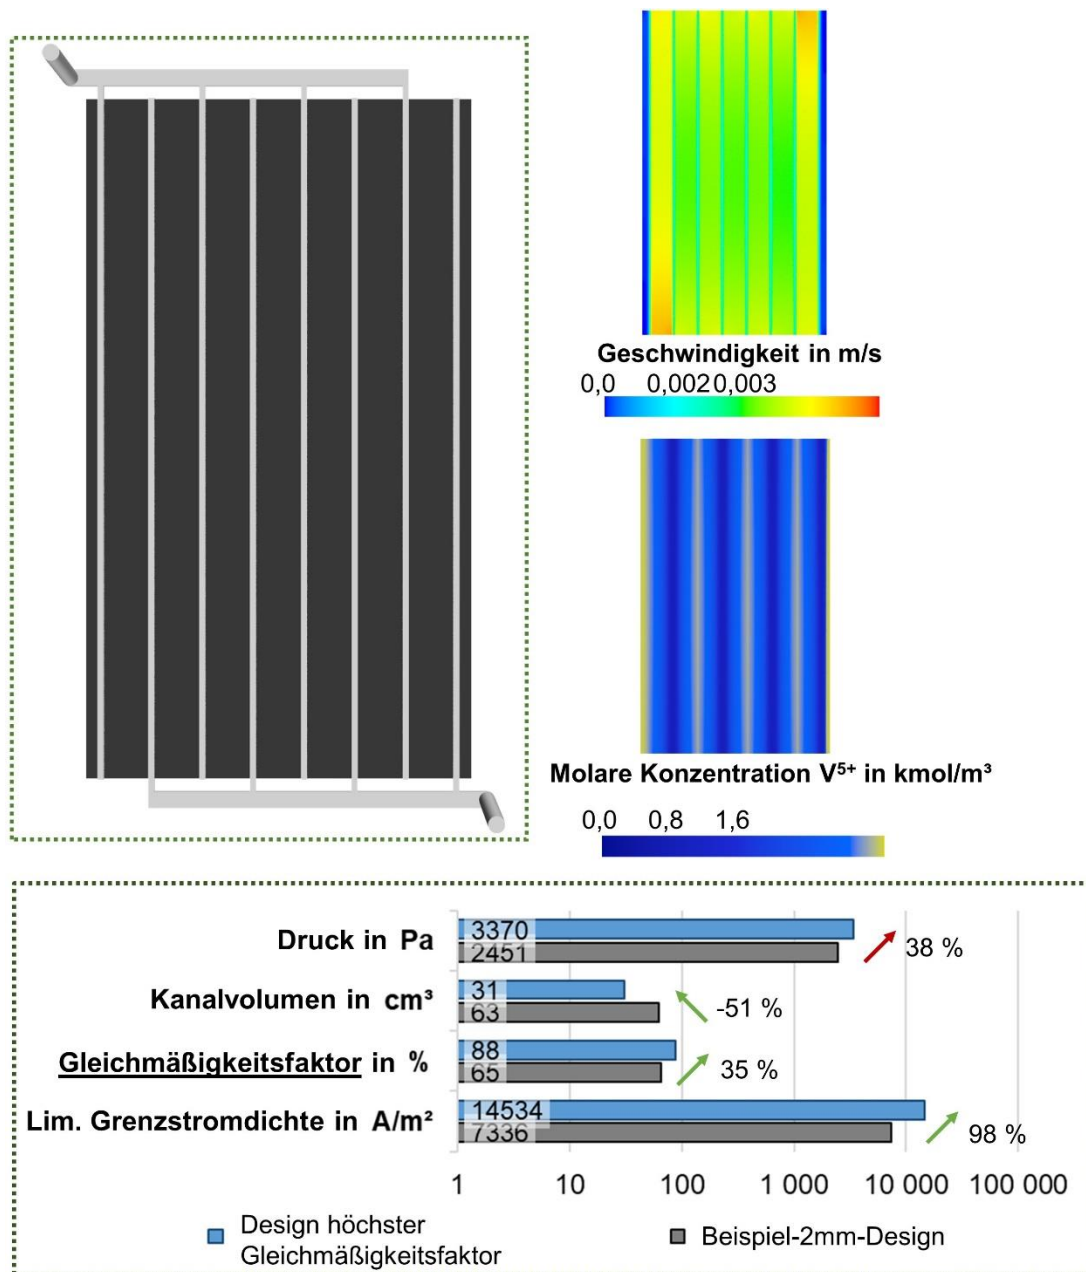 Geschwindigkeit in m/s
0,0 0,002 0,003
Molare Konzentration V⁵⁺ in kmol/m³
0,0 0,8 1,6
Druck in Pa
3370
2451
38 %
Kanalvolumen in cm³
31
63
-51 %
Gleichmäßigkeitsfaktor in %
88
65
35 %
Lim. Grenzstromdichte in A/m²
14534
7336
98 %
1 10 100 1 000 10 000 100 000
Design höchster
Gleichmäßigkeitsfaktor
Beispiel-2mm-Design